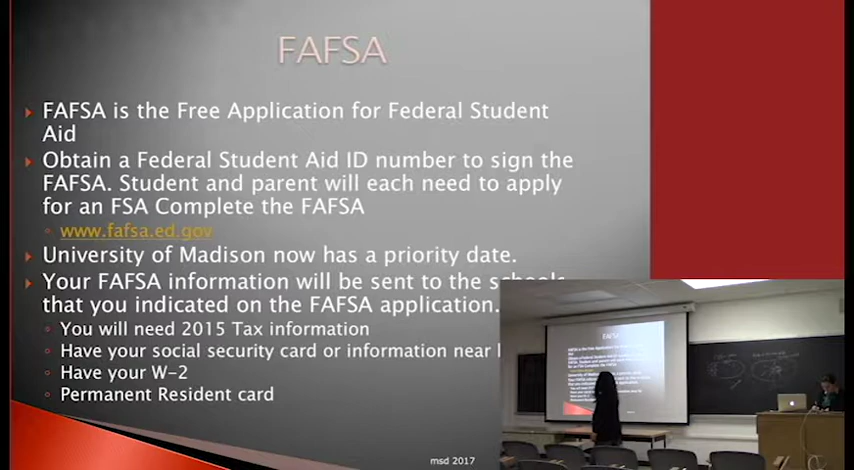 FAFSA
FAFSA is the Free Application for Federal Student
Aid
Obtain a Federal Student Aid ID number to sign the
FAFSA. Student and parent will each need to apply
for an FSA Complete the FAFSA
www.fafsa.ed.gov
University of Madison now has a priority date.
Your FAFSA information will be sent to the schools
that you indicated on the FAFSA application.
You will need 2015 Tax information
Have your social security card or information near
Have your W-2
Permanent Resident card
msd 2017
FAFSA